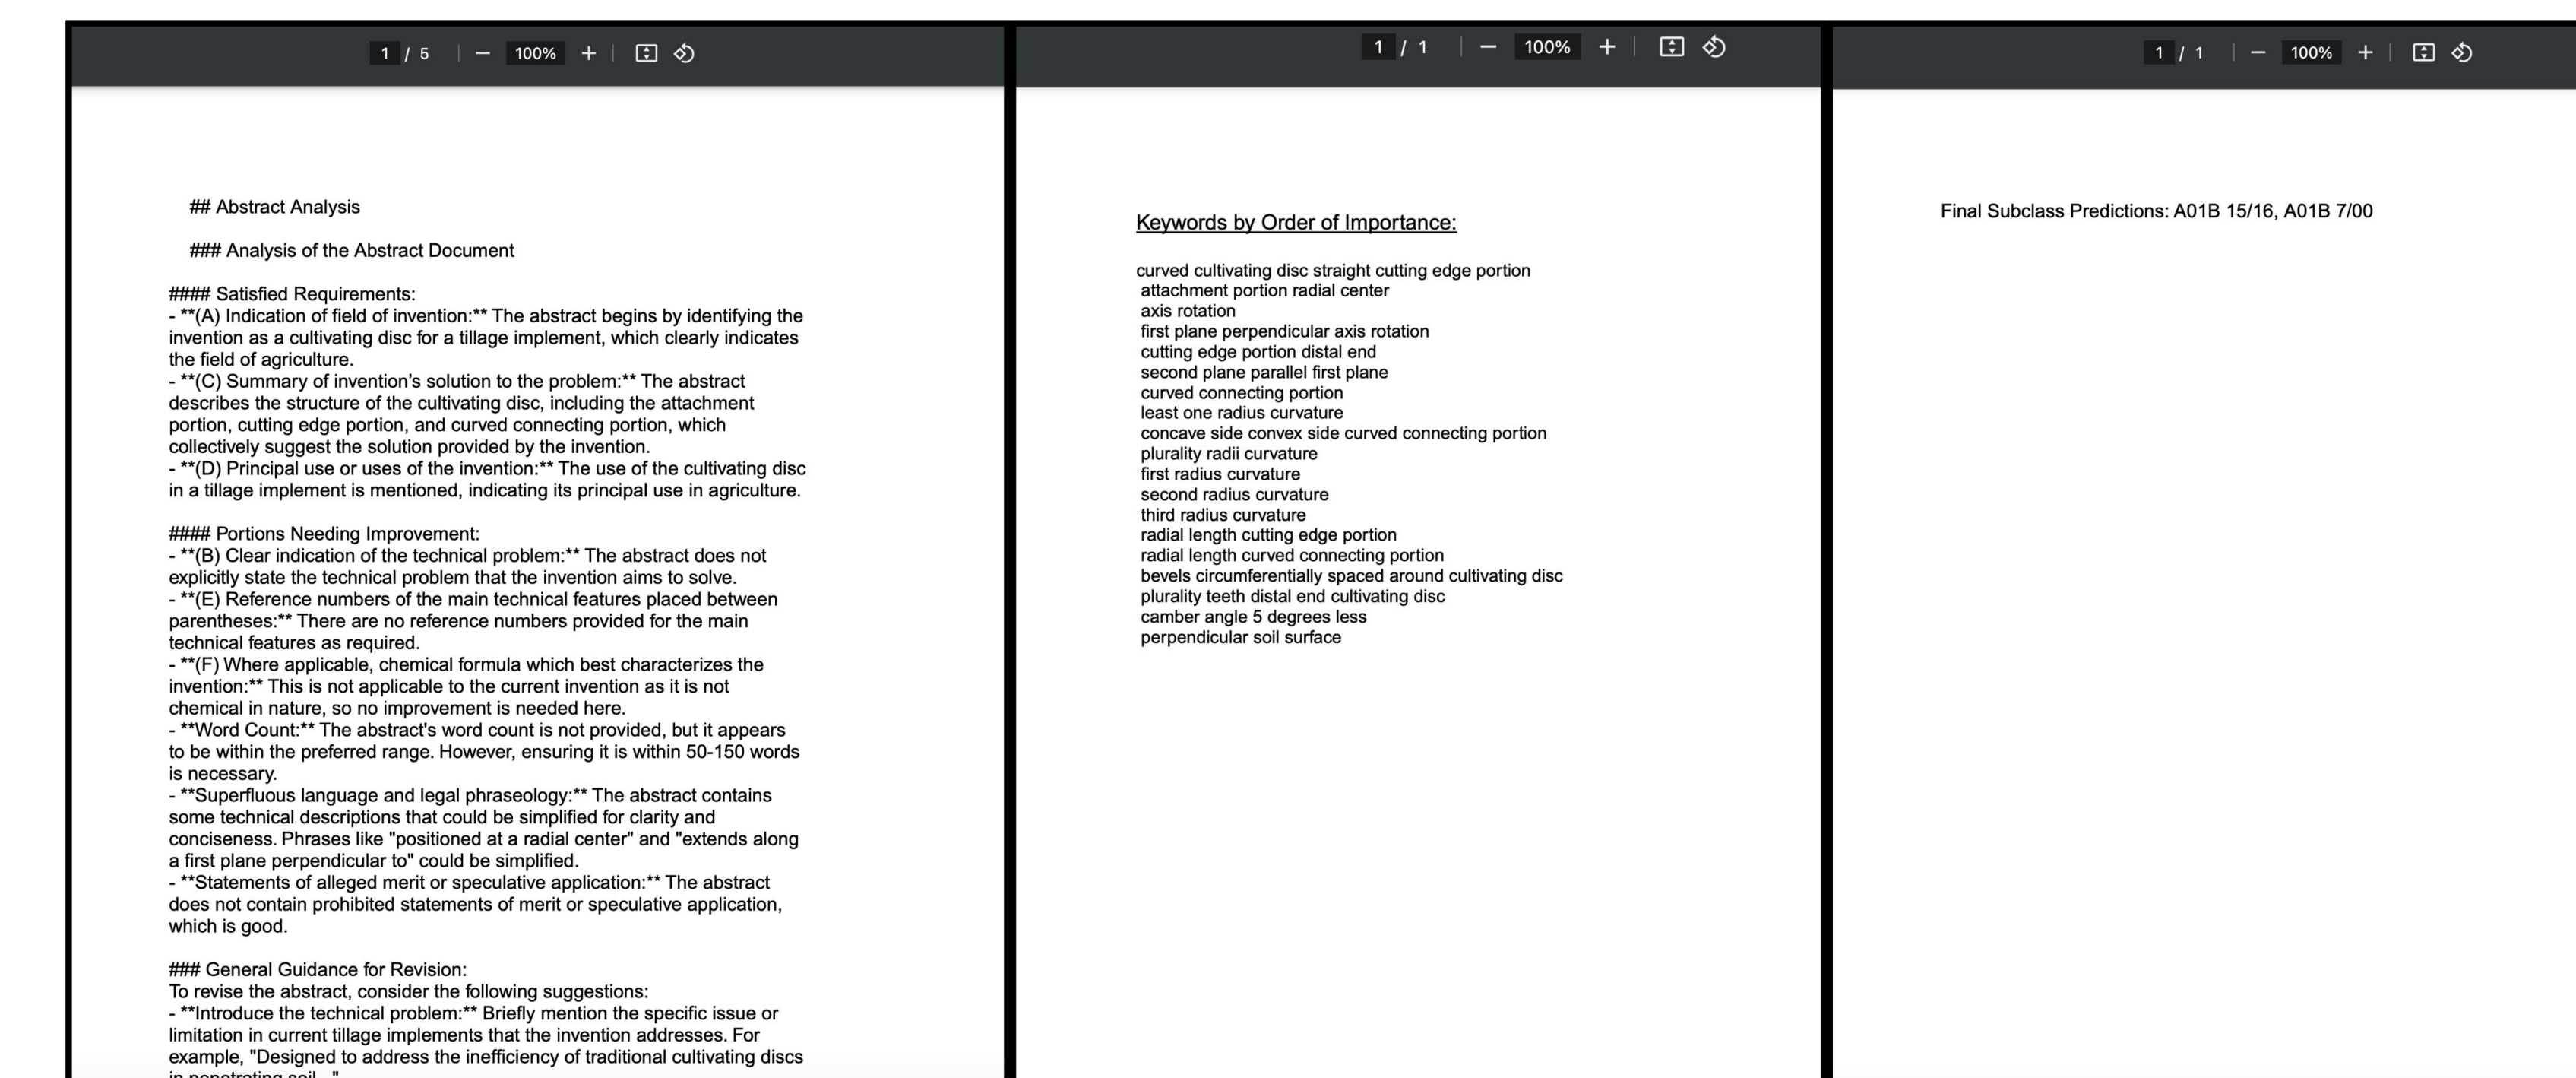 1 / 5 — 100% +
## Abstract Analysis
### Analysis of the Abstract Document
#### Satisfied Requirements:
- **(A) Indication of field of invention:** The abstract begins by identifying the
invention as a cultivating disc for a tillage implement, which clearly indicates
the field of agriculture.
- **(C) Summary of invention’s solution to the problem:** The abstract
describes the structure of the cultivating disc, including the attachment
portion, cutting edge portion, and curved connecting portion, which
collectively suggest the solution provided by the invention.
- **(D) Principal use or uses of the invention:** The use of the cultivating disc
in a tillage implement is mentioned, indicating its principal use in agriculture.
#### Portions Needing Improvement:
- **(B) Clear indication of the technical problem:** The abstract does not
explicitly state the technical problem that the invention aims to solve.
- **(E) Reference numbers of the main technical features placed between
parentheses:** There are no reference numbers provided for the main
technical features as required.
- **(F) Where applicable, chemical formula which best characterizes the
invention:** This is not applicable to the current invention as it is not
chemical in nature, so no improvement is needed here.
- **Word Count:** The abstract's word count is not provided, but it appears
to be within the preferred range. However, ensuring it is within 50-150 words
is necessary.
- **Superfluous language and legal phraseology:** The abstract contains
some technical descriptions that could be simplified for clarity and
conciseness. Phrases like "positioned at a radial center" and "extends along
a first plane perpendicular to" could be simplified.
- **Statements of alleged merit or speculative application:** The abstract
does not contain prohibited statements of merit or speculative application,
which is good.
### General Guidance for Revision:
To revise the abstract, consider the following suggestions:
- **Introduce the technical problem:** Briefly mention the specific issue or
limitation in current tillage implements that the invention addresses. For
example, "Designed to address the inefficiency of traditional cultivating discs
in penetrating soil..."
1 / 1 — 100% +
Keywords by Order of Importance:
curved cultivating disc straight cutting edge portion
attachment portion radial center
axis rotation
first plane perpendicular axis rotation
cutting edge portion distal end
second plane parallel first plane
curved connecting portion
least one radius curvature
concave side convex side curved connecting portion
plurality radii curvature
first radius curvature
second radius curvature
third radius curvature
radial length cutting edge portion
radial length curved connecting portion
bevels circumferentially spaced around cultivating disc
plurality teeth distal end cultivating disc
camber angle 5 degrees less
perpendicular soil surface
1 / 1 — 100% +
Final Subclass Predictions: A01B 15/16, A01B 7/00